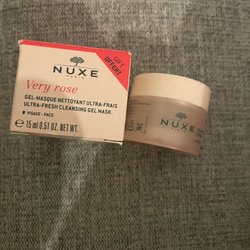 GIFT
OFFERT
NUXE
PARIS
Very rose
GEL-MASQUE NETTOYANT ULTRA-FRAIS
ULTRA-FRESH CLEANSING GEL MASK
VISAGE - FACE
15 ml 0.51 OZ. NET WT.
NUXE